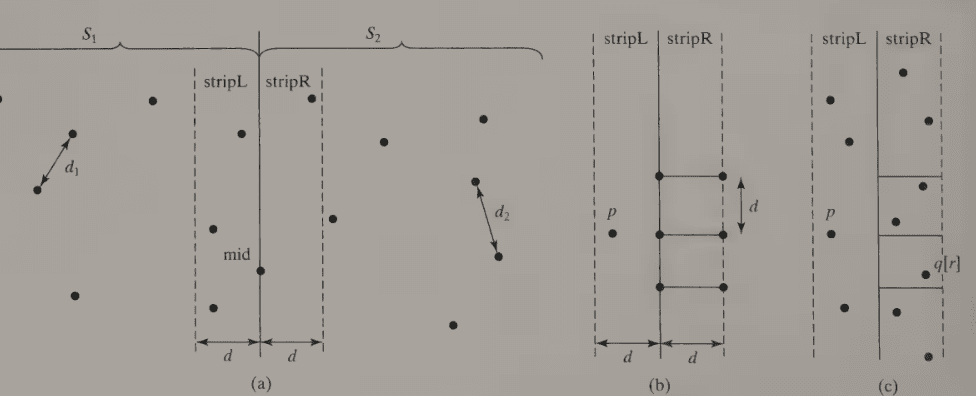 S1 S2
stripL stripR
d1
d2
mid
d d
(a)
stripL stripR
p
d
d d
(b)
stripL stripR
p
q[r]
(c)